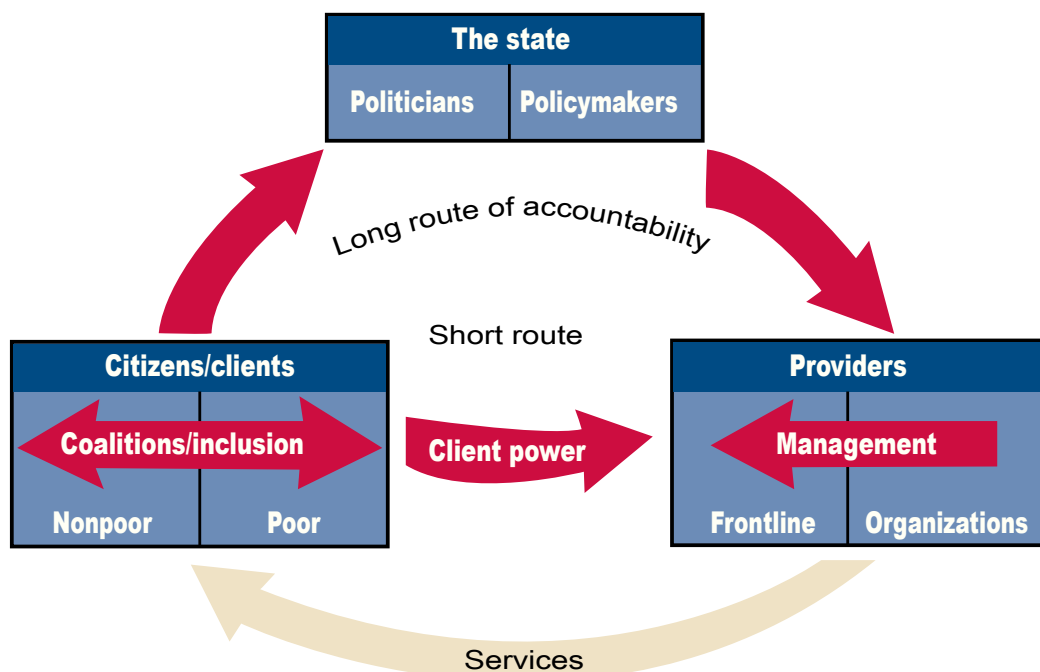 The state
Politicians
Policymakers
Long route of accountability
Short route
Citizens/clients
Coalitions/inclusion
Nonpoor
Poor
Client power
Providers
Management
Frontline
Organizations
Services